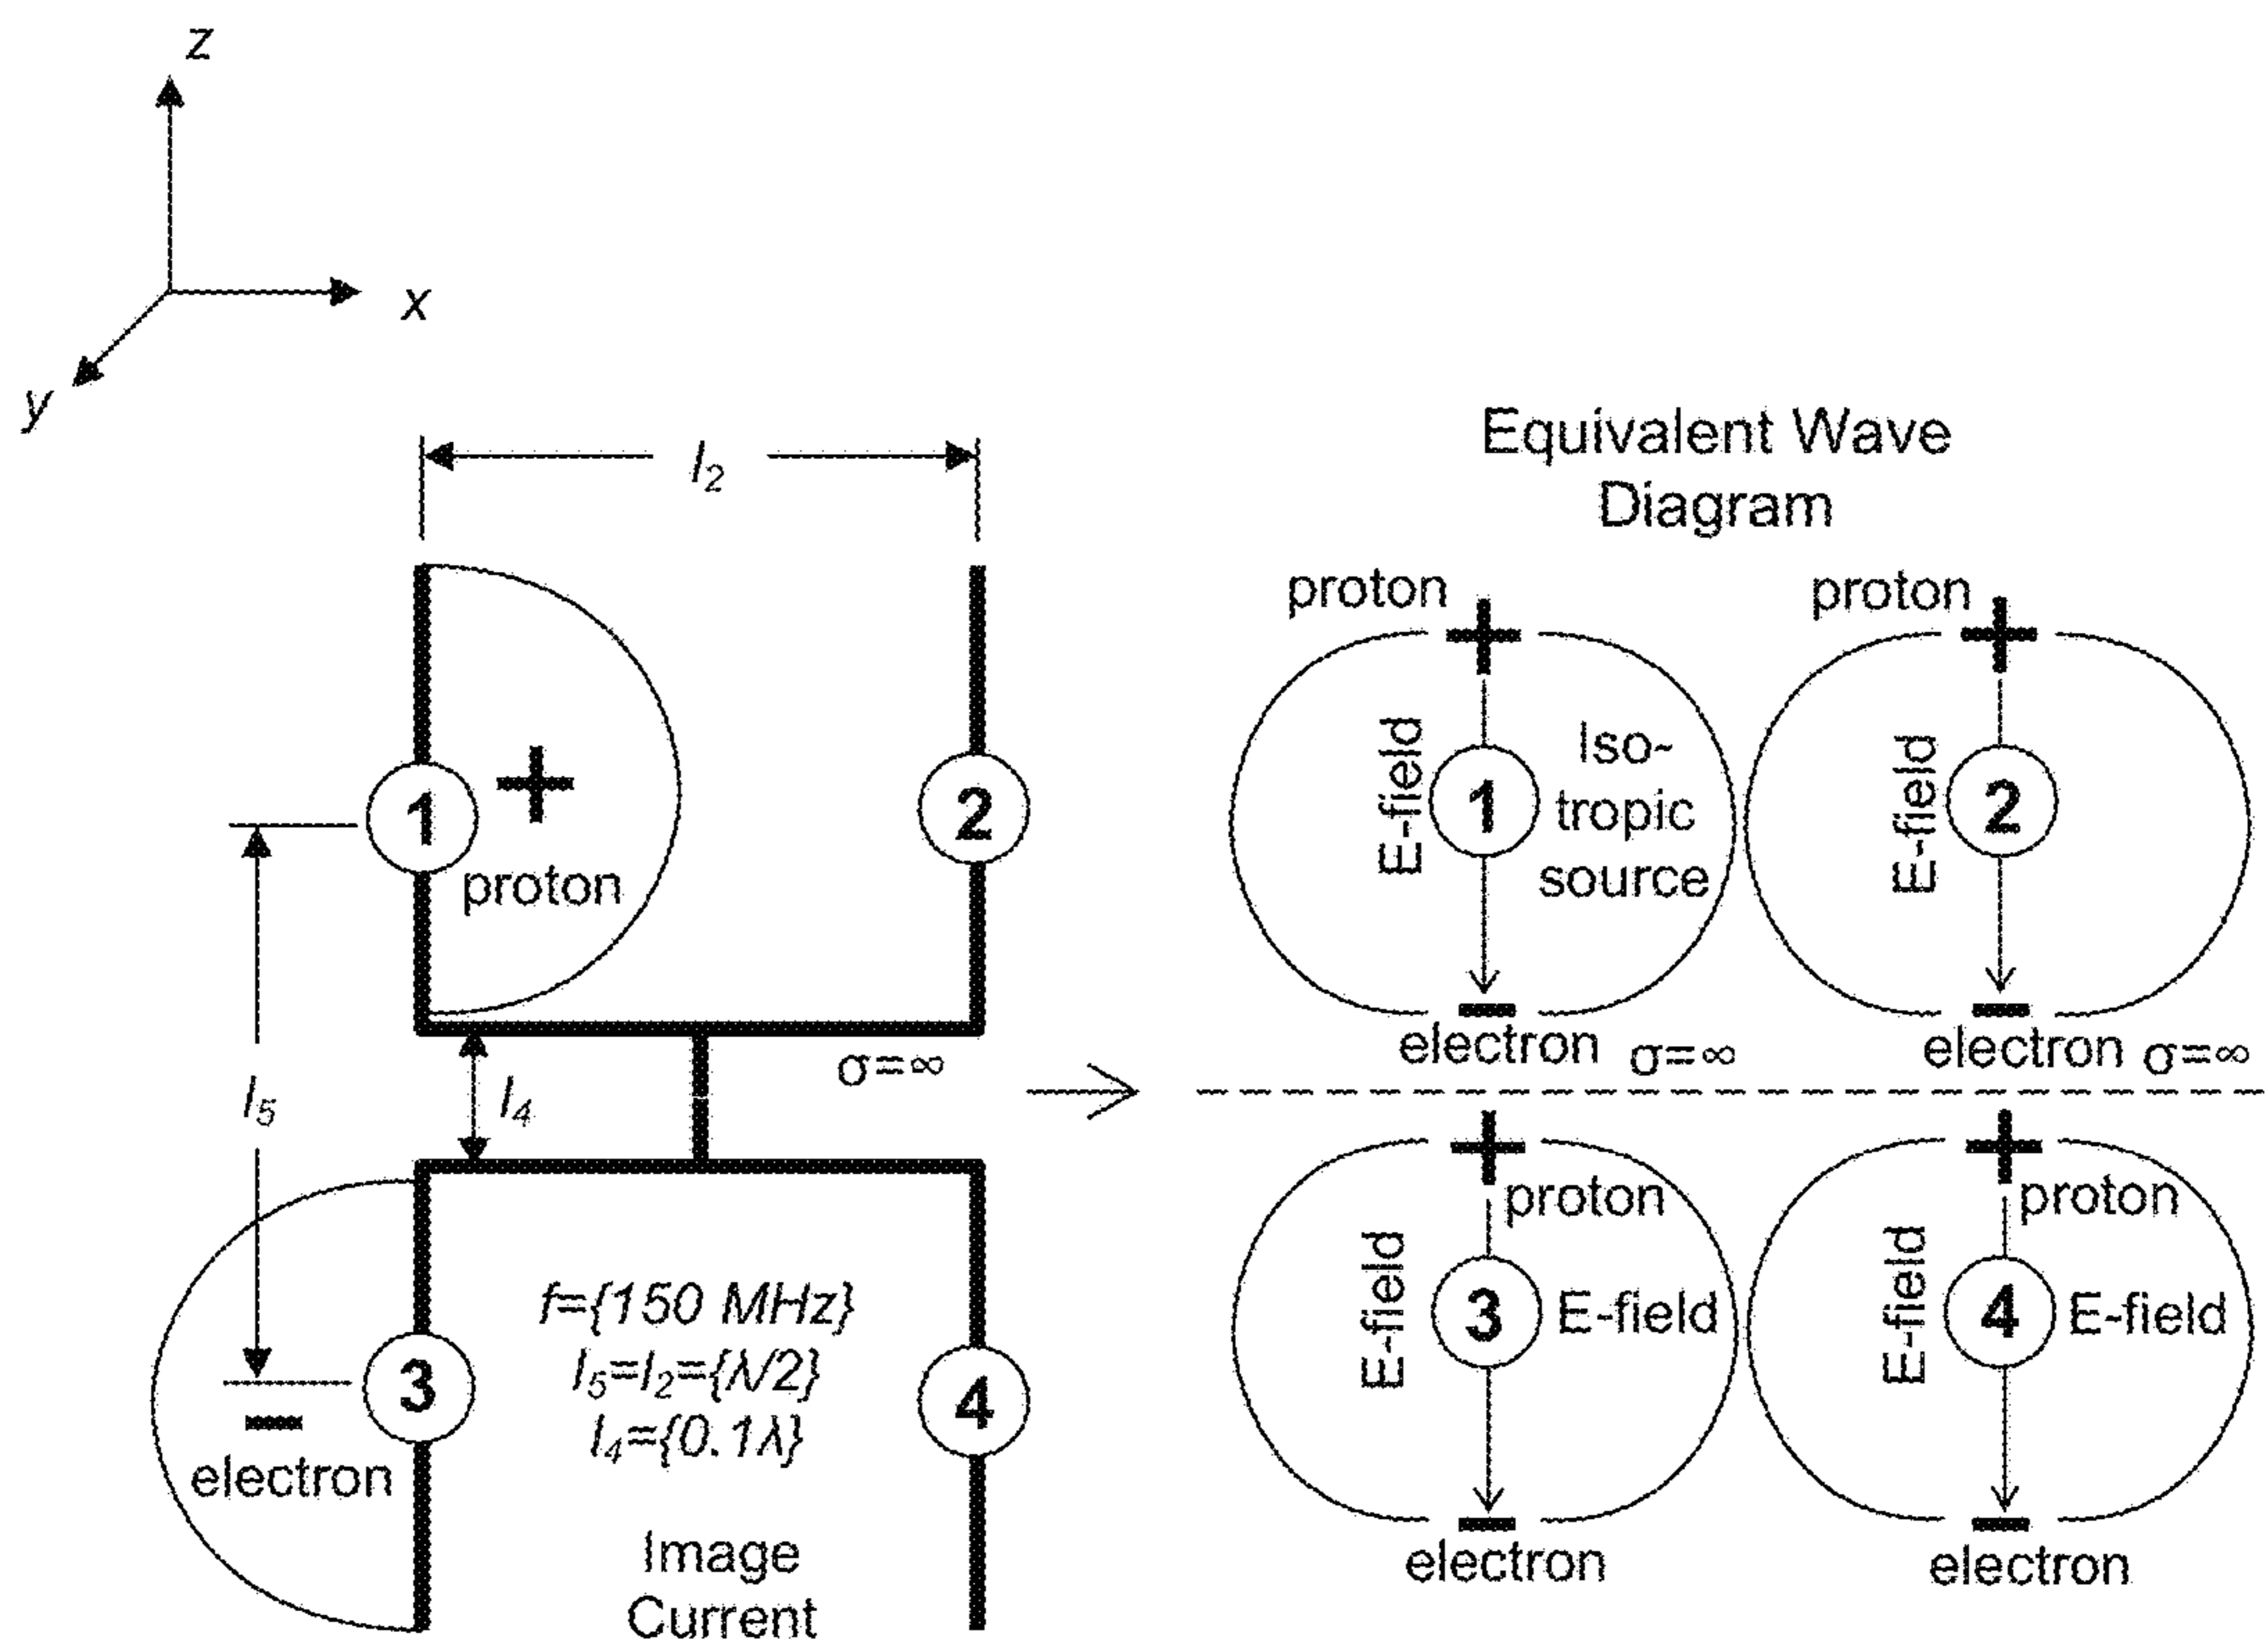 z
x
y
l₂
1
+
proton
2
σ=∞
l₅
l₄
3
−
electron
f={150 MHz}
l₅=l₂={λ/2}
l₄={0.1λ}
4
Image
Current
Equivalent Wave
Diagram
proton
+
E-field
1
Iso-
tropic
source
−
electron σ=∞
proton
+
E-field
2
−
electron σ=∞
+
proton
E-field
3 E-field
−
electron
+
proton
E-field
4 E-field
−
electron